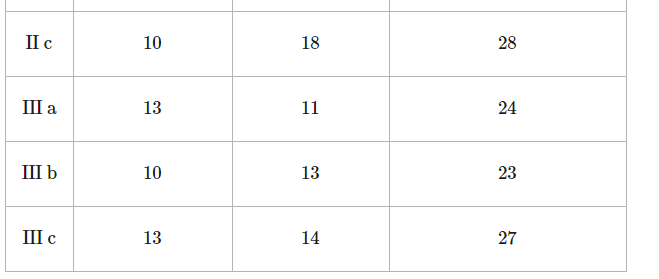 II c 10 18 28
III a 13 11 24
III b 10 13 23
III c 13 14 27